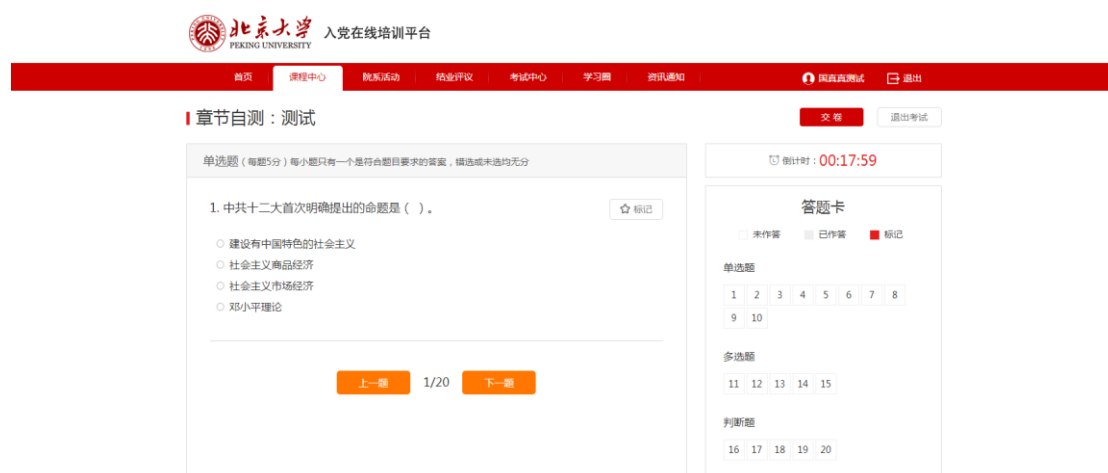 北京大学 入党在线培训平台
PEKING UNIVERSITY
首页 课程中心 院系活动 结业评议 考试中心 学习圈 资讯通知 国直直测试 退出
章节自测：测试 交 卷 退出考试
单选题（每题5分）每小题只有一个是符合题目要求的答案，错选或未选均无分
倒计时：00:17:59
1. 中共十二大首次明确提出的命题是（ ）。 标记
建设有中国特色的社会主义
社会主义商品经济
社会主义市场经济
邓小平理论
上一题 1/20 下一题
答题卡
未作答 已作答 标记
单选题
1 2 3 4 5 6 7 8
9 10
多选题
11 12 13 14 15
判断题
16 17 18 19 20